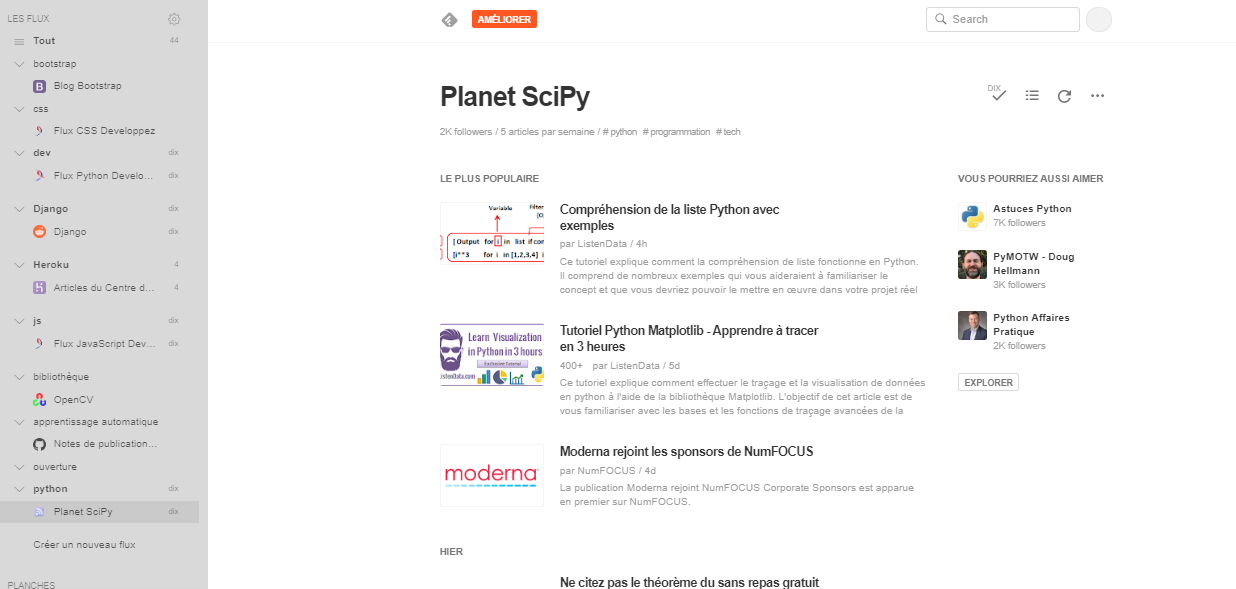 LES FLUX
Tout 44
bootstrap
B Blog Bootstrap
css
Flux CSS Developpez
dev dix
Flux Python Develo... dix
Django dix
Django dix
Heroku 4
Articles du Centre d... 4
js dix
Flux JavaScript Dev... dix
bibliothèque
OpenCV
apprentissage automatique
Notes de publication...
ouverture
python dix
Planet SciPy dix
Créer un nouveau flux
PLANCHES
AMÉLIORER
Search
Planet SciPy
DIX
2K followers / 5 articles par semaine / # python # programmation # tech
LE PLUS POPULAIRE
Variable Filter
[Output for i in list if con
[i**3 for i in [1,2,3,4] i
Compréhension de la liste Python avec
exemples
par ListenData / 4h
Ce tutoriel explique comment la compréhension de liste fonctionne en Python.
Il comprend de nombreux exemples qui vous aideraient à familiariser le
concept et que vous devriez pouvoir le mettre en œuvre dans votre projet réel
Learn Visualization
in Python in 3 hours
Exclusive Tutorial
istenData.com
Tutoriel Python Matplotlib - Apprendre à tracer
en 3 heures
400+ par ListenData / 5d
Ce tutoriel explique comment effectuer le traçage et la visualisation de données
en python à l'aide de la bibliothèque Matplotlib. L'objectif de cet article est de
vous familiariser avec les bases et les fonctions de traçage avancées de la
moderna
Moderna rejoint les sponsors de NumFOCUS
par NumFOCUS / 4d
La publication Moderna rejoint NumFOCUS Corporate Sponsors est apparue
en premier sur NumFOCUS.
HIER
Ne citez pas le théorème du sans repas gratuit
VOUS POURRIEZ AUSSI AIMER
Astuces Python
7K followers
PyMOTW - Doug
Hellmann
3K followers
Python Affaires
Pratique
2K followers
EXPLORER